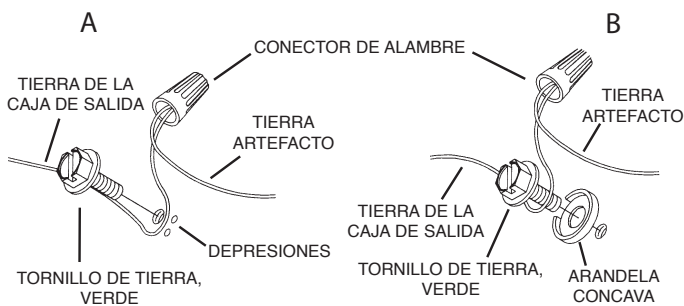 A
B
CONECTOR DE ALAMBRE
TIERRA DE LA
CAJA DE SALIDA
TIERRA
ARTEFACTO
DEPRESIONES
TORNILLO DE TIERRA,
VERDE
TIERRA
ARTEFACTO
TIERRA DE LA
CAJA DE SALIDA
TORNILLO DE TIERRA,
VERDE
ARANDELA
CONCAVA